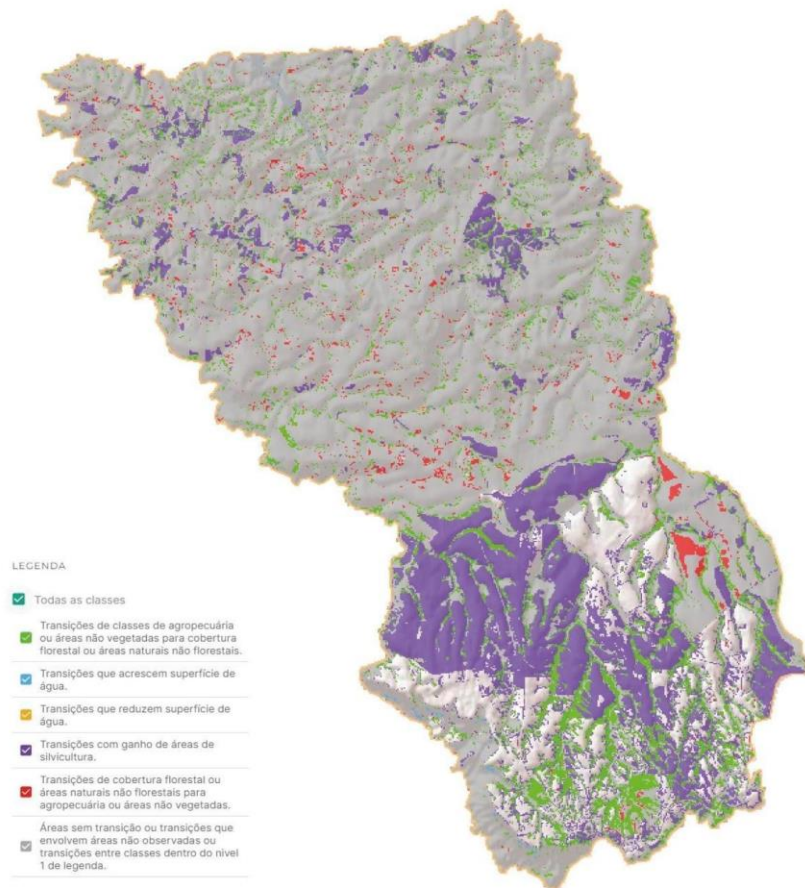 LEGENDA
Todas as classes
Transições de classes de agropecuária
ou áreas não vegetadas para cobertura
florestal ou áreas naturais não florestais.
Transições que acrescem superfície de
água.
Transições que reduzem superfície de
água.
Transições com ganho de áreas de
silvicultura.
Transições de cobertura florestal ou
áreas naturais não florestais para
agropecuária ou áreas não vegetadas.
Áreas sem transição ou transições que
envolvem áreas não observadas ou
transições entre classes dentro do nivel
1 de legenda.